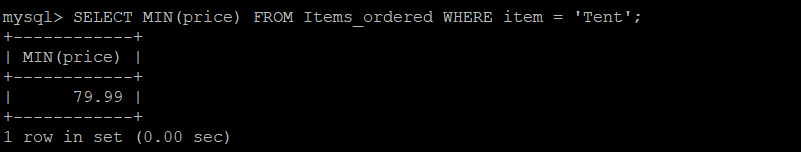 mysql> SELECT MIN(price) FROM Items_ordered WHERE item = 'Tent';
+------------+
| MIN(price) |
+------------+
|      79.99 |
+------------+
1 row in set (0.00 sec)